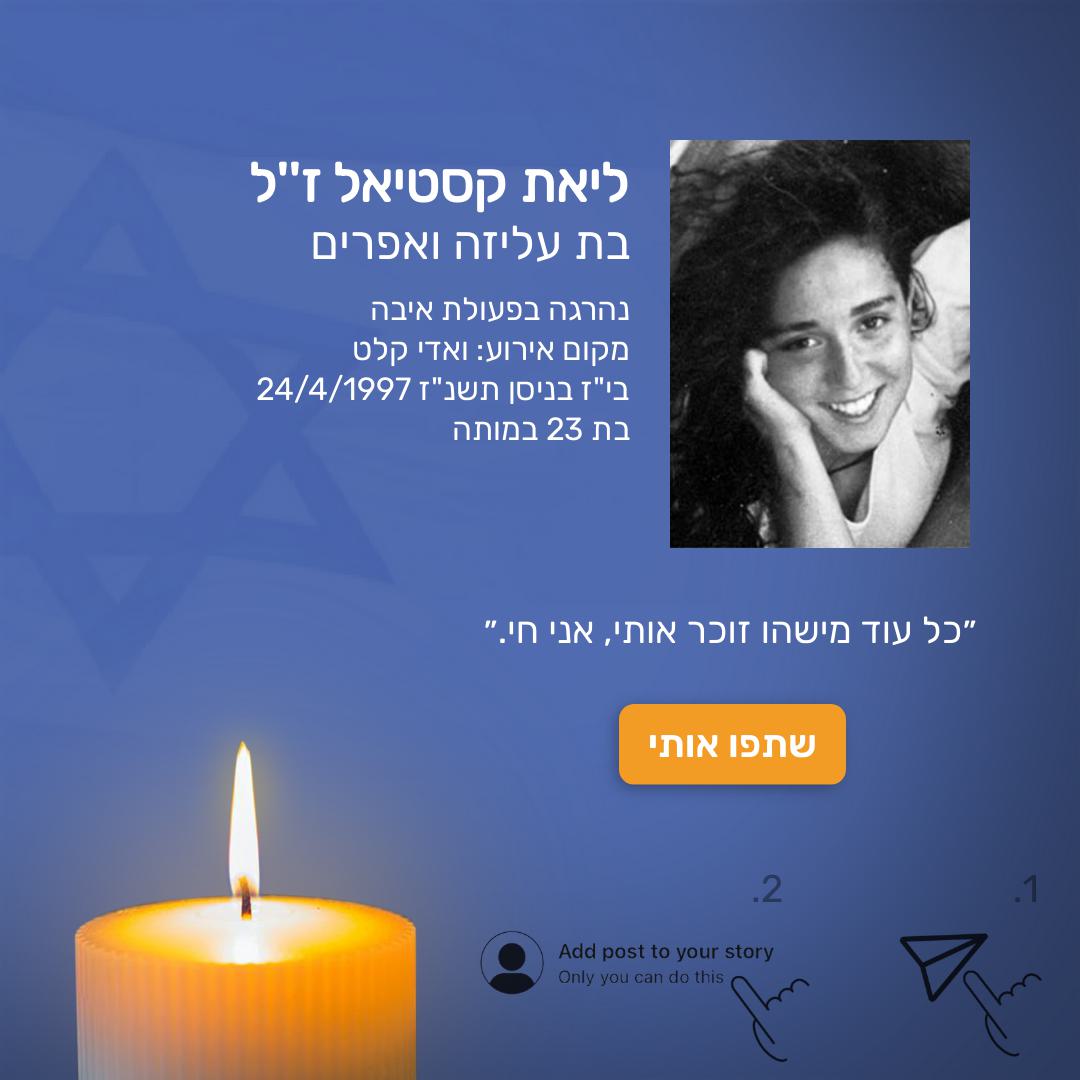 ליאת קסטיאל ז''ל
בת עליזה ואפרים
נהרגה בפעולת איבה
מקום אירוע: ואדי קלט
בי"ז בניסן תשנ"ז 24/4/1997
בת 23 במותה
״כל עוד מישהו זוכר אותי, אני חי.״
שתפו אותי
.1
.2
Add post to your story
Only you can do this